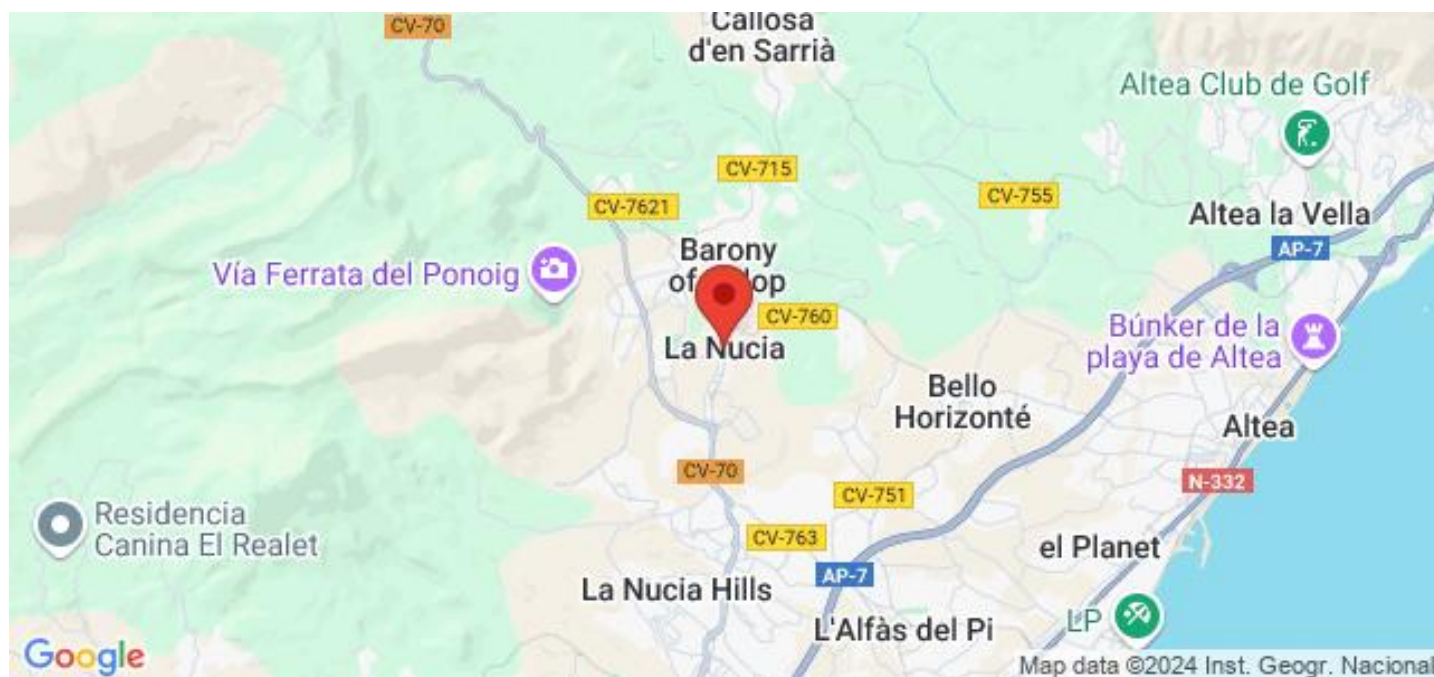 CV-70
Callosa
d'en Sarrià
Altea Club de Golf
CV-715
CV-755
CV-7621
Altea la Vella
AP-7
Barony
Vía Ferrata del Ponoig
CV-760
La Nucia
Búnker de la
playa de Altea
Bello
Horizonté
Altea
CV-70
N-332
CV-751
Residencia
Canina El Realet
CV-763
el Planet
AP-7
La Nucia Hills
L'Alfàs del Pi
LP
Google
Map data ©2024 Inst. Geogr. Nacional